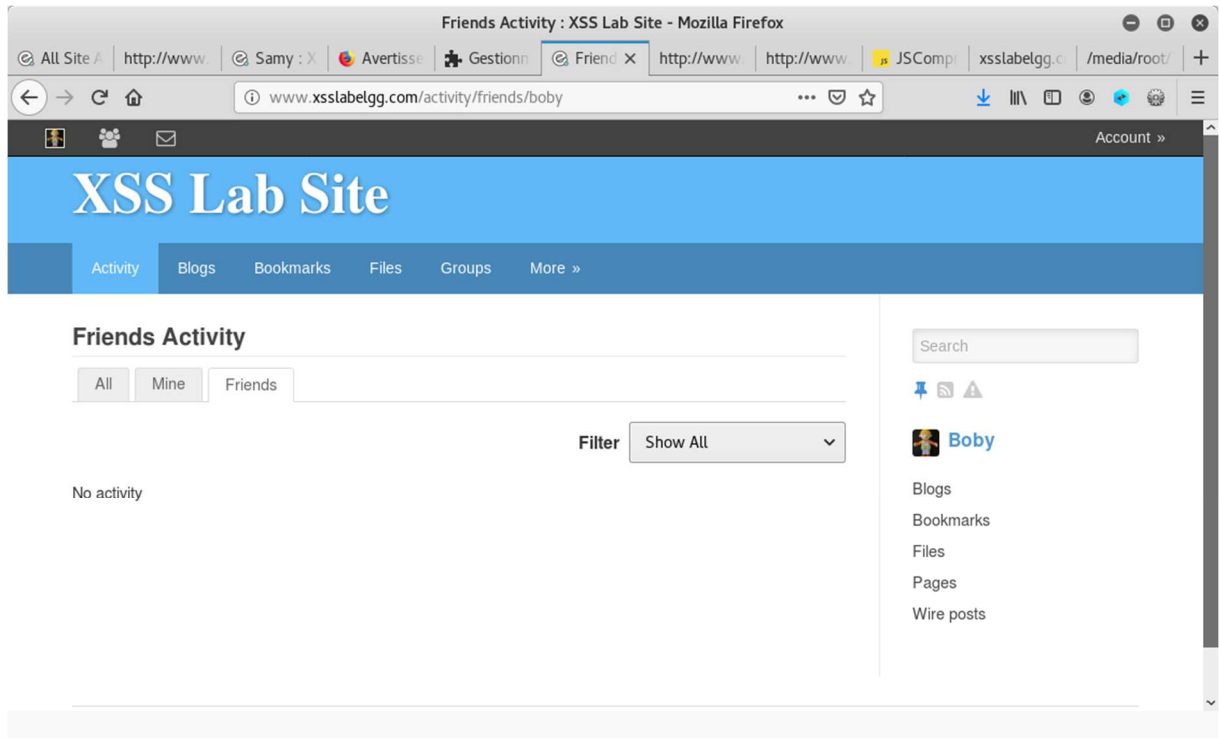 Friends Activity : XSS Lab Site - Mozilla Firefox
All Site A http://www. Samy : X Avertisse Gestionn Friend http://www. http://www. JSCompr xsslabelgg.c /media/root/
www.xsslabelgg.com/activity/friends/boby
Account »
XSS Lab Site
Activity Blogs Bookmarks Files Groups More »
Friends Activity
Search
All Mine Friends
Filter Show All
Boby
No activity
Blogs
Bookmarks
Files
Pages
Wire posts